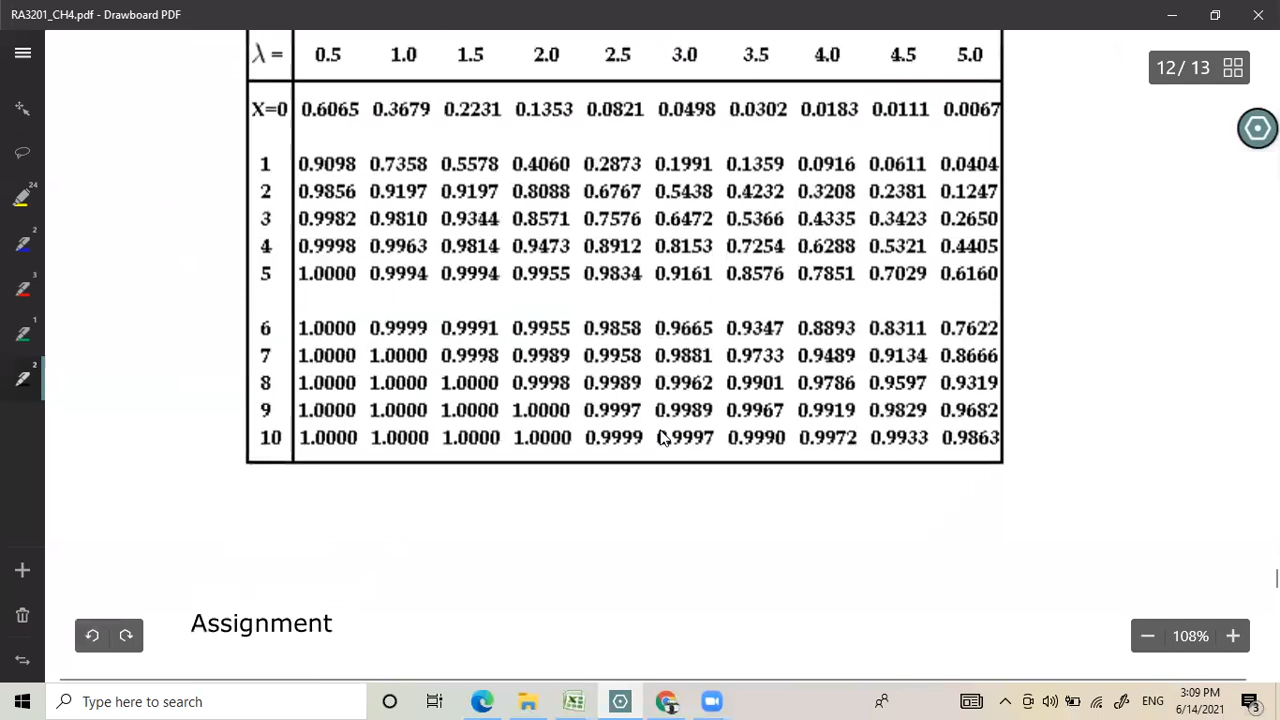 RA3201_CH4.pdf - Drawboard PDF
λ = 0.5 1.0 1.5 2.0 2.5 3.0 3.5 4.0 4.5 5.0
12 / 13
X=0 0.6065 0.3679 0.2231 0.1353 0.0821 0.0498 0.0302 0.0183 0.0111 0.0067
1 0.9098 0.7358 0.5578 0.4060 0.2873 0.1991 0.1359 0.0916 0.0611 0.0404
2 0.9856 0.9197 0.9197 0.8088 0.6767 0.5438 0.4232 0.3208 0.2381 0.1247
3 0.9982 0.9810 0.9344 0.8571 0.7576 0.6472 0.5366 0.4335 0.3423 0.2650
4 0.9998 0.9963 0.9814 0.9473 0.8912 0.8153 0.7254 0.6288 0.5321 0.4405
5 1.0000 0.9994 0.9994 0.9955 0.9834 0.9161 0.8576 0.7851 0.7029 0.6160
6 1.0000 0.9999 0.9991 0.9955 0.9858 0.9665 0.9347 0.8893 0.8311 0.7622
7 1.0000 1.0000 0.9998 0.9989 0.9958 0.9881 0.9733 0.9489 0.9134 0.8666
8 1.0000 1.0000 1.0000 0.9998 0.9989 0.9962 0.9901 0.9786 0.9597 0.9319
9 1.0000 1.0000 1.0000 1.0000 0.9997 0.9989 0.9967 0.9919 0.9829 0.9682
10 1.0000 1.0000 1.0000 1.0000 0.9999 0.9997 0.9990 0.9972 0.9933 0.9863
24
2
3
1
2
Assignment
108%
Type here to search
ENG
3:09 PM
6/14/2021
3